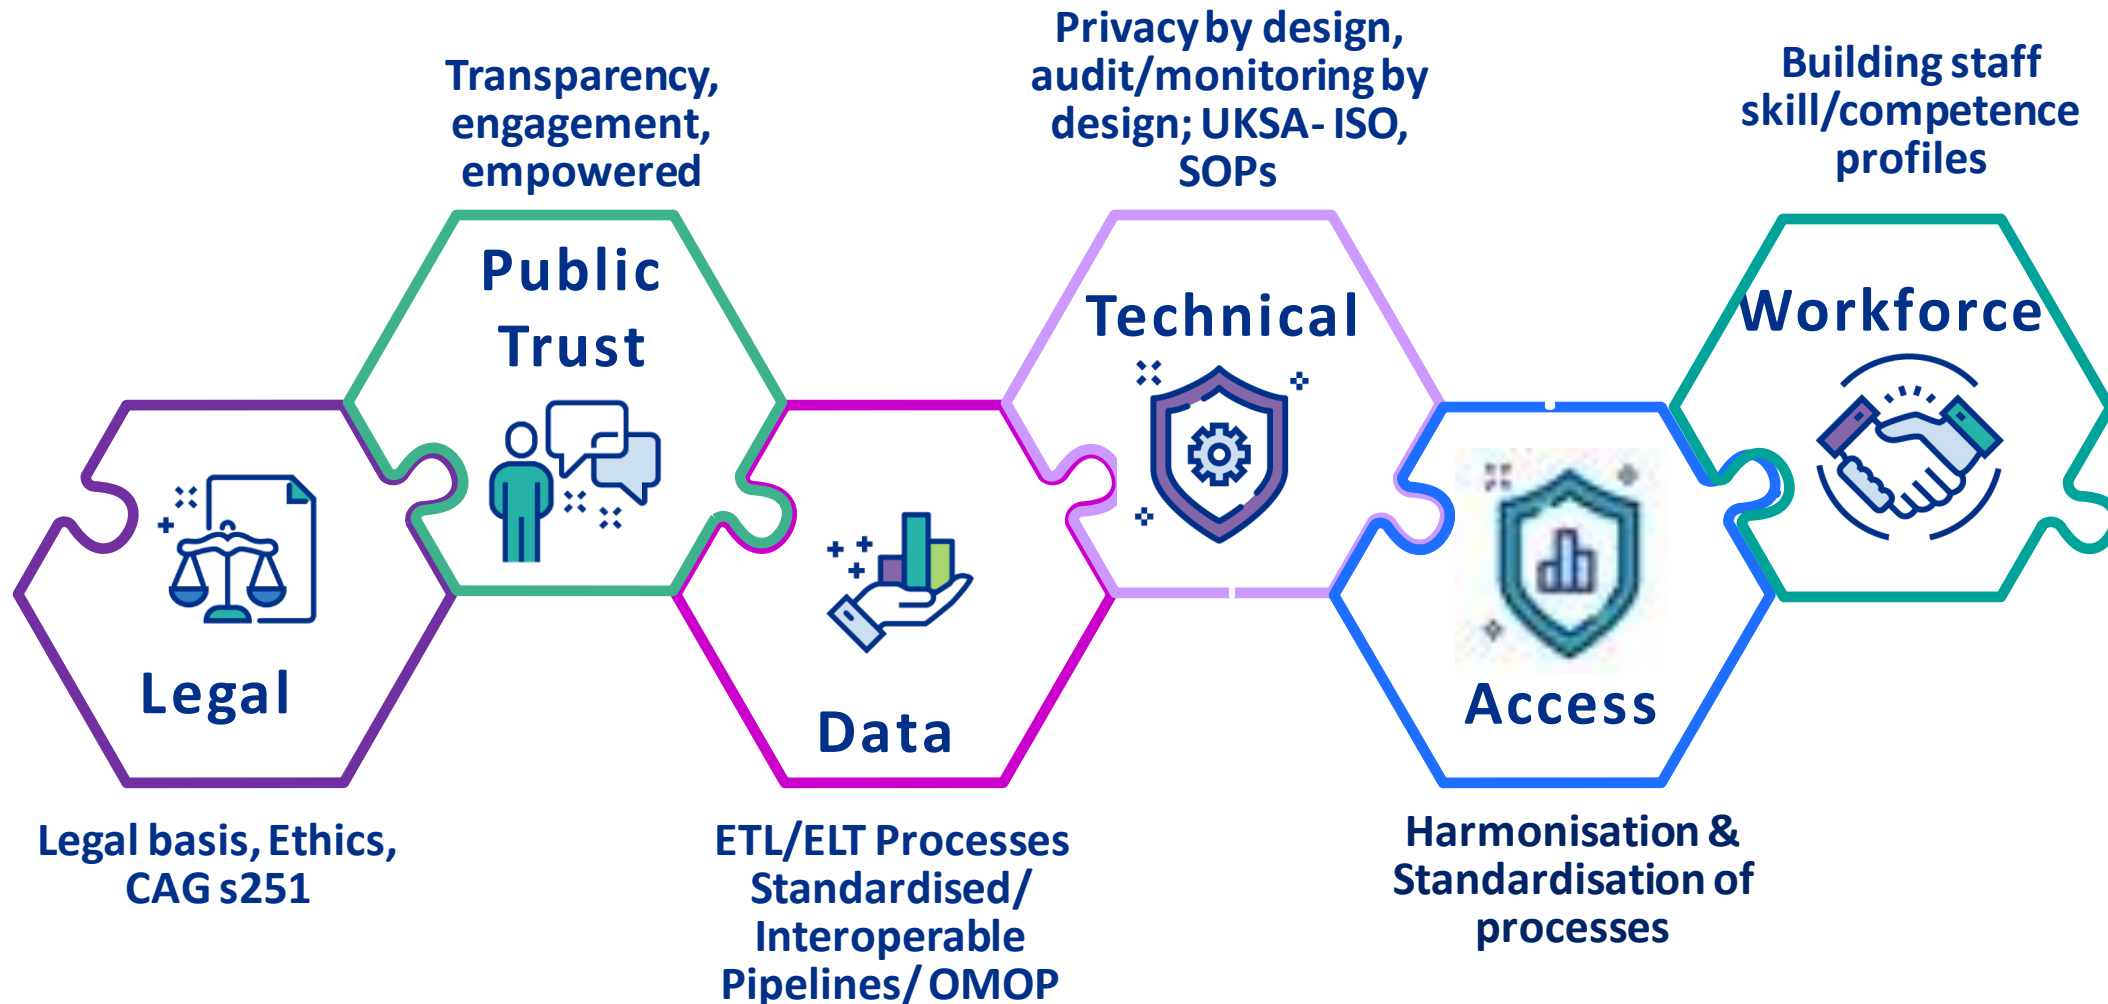 Transparency,
engagement,
empowered
Public
Trust
Privacy by design,
audit/monitoring by
design; UKSA- ISO,
SOPs
Technical
Building staff
skill/competence
profiles
Workforce
Legal
Legal basis, Ethics,
CAG s251
Data
ETL/ELT Processes
Standardised/
Interoperable
Pipelines/ OMOP
Access
Harmonisation &
Standardisation of
processes